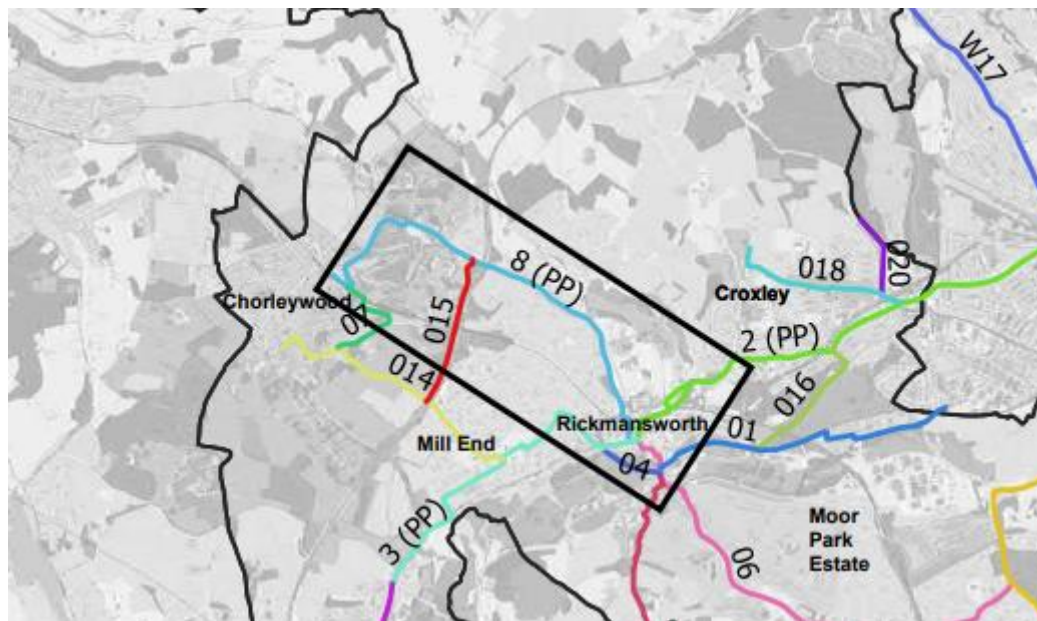 W17
8 (PP)
018
020
Croxley
Chorleywood
015
2 (PP)
014
016
Rickmansworth
01
Mill End
04
3 (PP)
06
Moor
Park
Estate